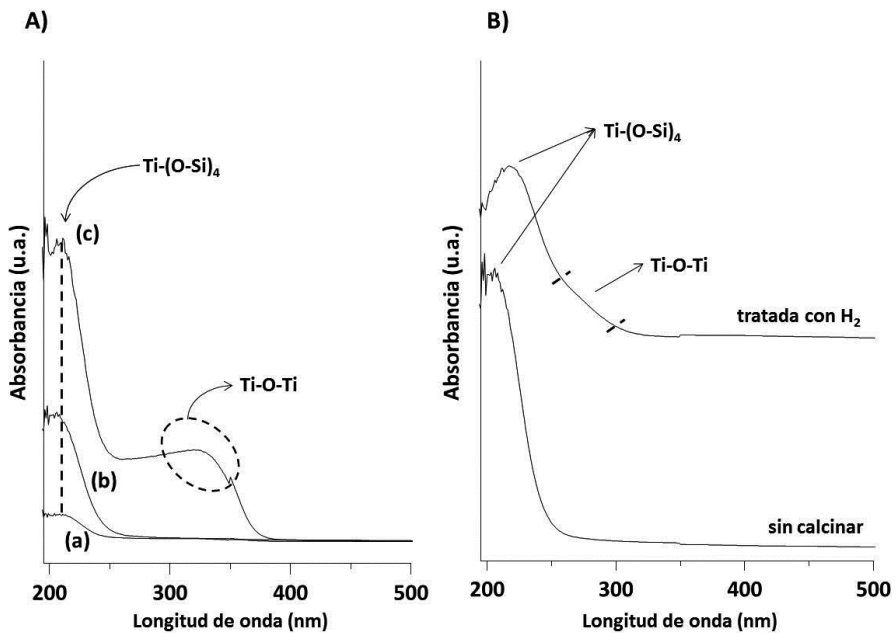 A)
Absorbancia (u.a.)
Ti-(O-Si)4
(c)
Ti-O-Ti
(b)
(a)
200
300
400
500
Longitud de onda (nm)
B)
Absorbancia (u.a.)
Ti-(O-Si)4
Ti-O-Ti
tratada con H2
sin calcinar
200
300
400
500
Longitud de onda (nm)